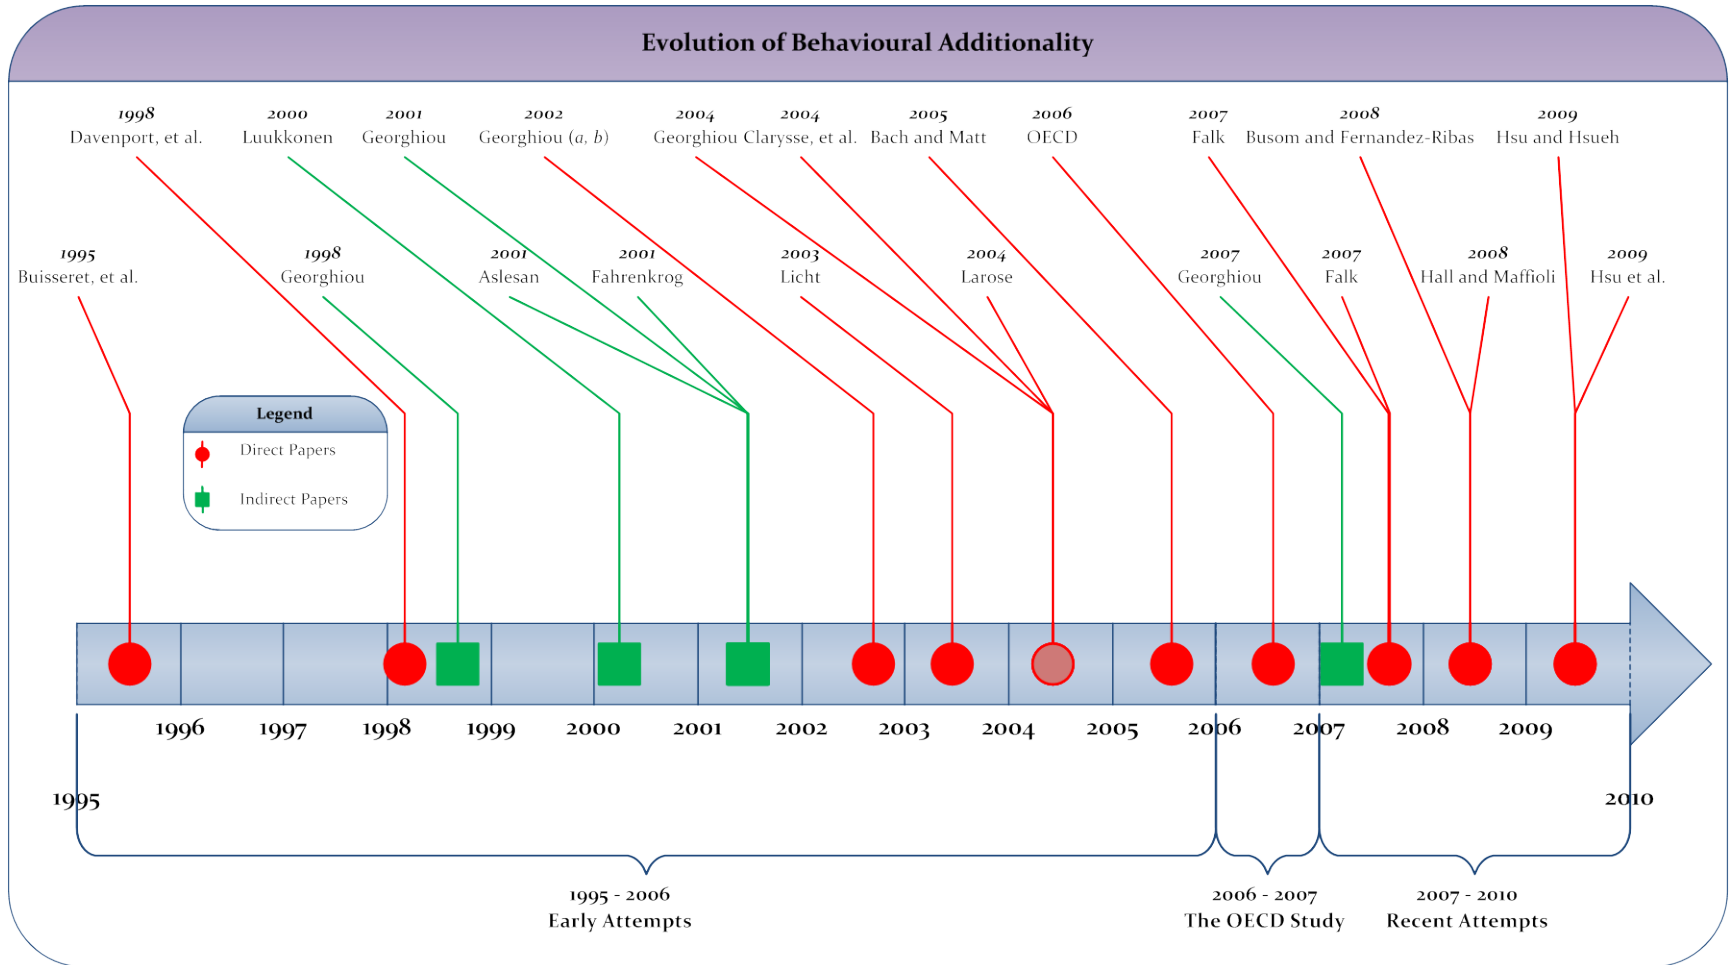 Evolution of Behavioural Additionality
1998
Davenport, et al.
2000
Luukkonen
2001
Georghiou
2002
Georghiou (a, b)
2004
Georghiou
2004
Clarysse, et al.
2005
Bach and Matt
2006
OECD
2007
Falk
2008
Busom and Fernandez-Ribas
2009
Hsu and Hsueh
1995
Buisseret, et al.
1998
Georghiou
2001
Aslesan
2001
Fahrenkrog
2003
Licht
2004
Larose
2007
Georghiou
2007
Falk
2008
Hall and Maffioli
2009
Hsu et al.
Legend
Direct Papers
Indirect Papers
1996
1997
1998
1999
2000
2001
2002
2003
2004
2005
2006
2007
2008
2009
1995
2010
1995 - 2006
Early Attempts
2006 - 2007
The OECD Study
2007 - 2010
Recent Attempts